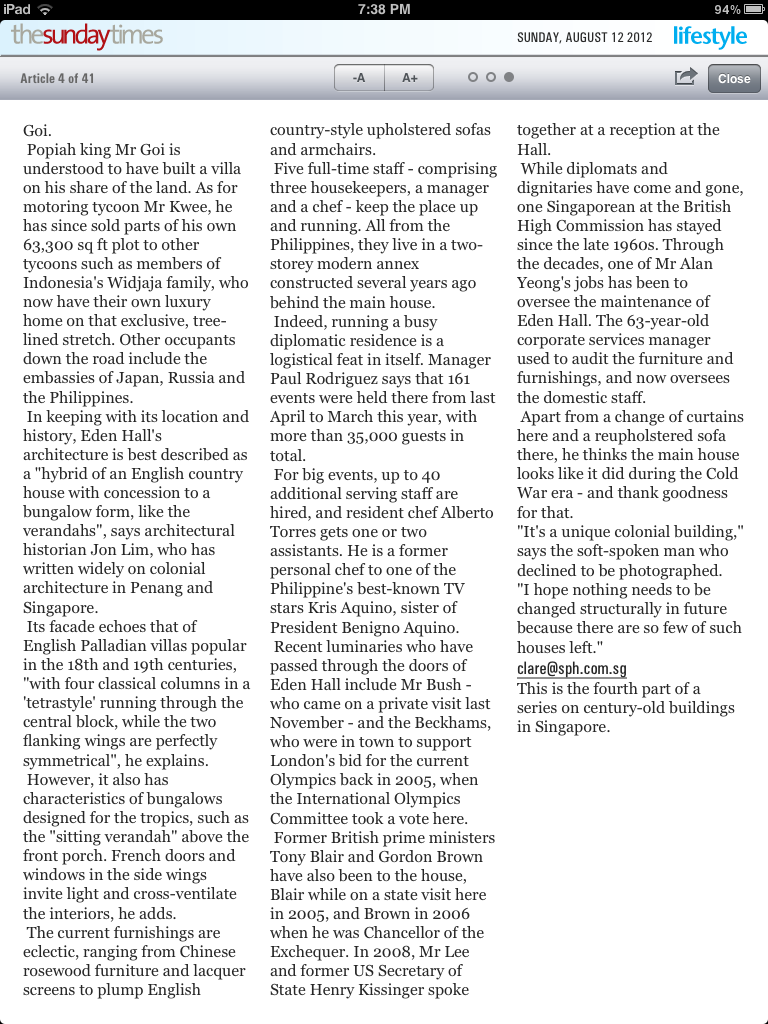 iPad 7:38 PM 94%
thesundaytimes SUNDAY, AUGUST 12 2012 lifestyle
Article 4 of 41 -A A+ Close
Goi.
Popiah king Mr Goi is
understood to have built a villa
on his share of the land. As for
motoring tycoon Mr Kwee, he
has since sold parts of his own
63,300 sq ft plot to other
tycoons such as members of
Indonesia's Widjaja family, who
now have their own luxury
home on that exclusive, tree-
lined stretch. Other occupants
down the road include the
embassies of Japan, Russia and
the Philippines.
In keeping with its location and
history, Eden Hall's
architecture is best described as
a "hybrid of an English country
house with concession to a
bungalow form, like the
verandahs", says architectural
historian Jon Lim, who has
written widely on colonial
architecture in Penang and
Singapore.
Its facade echoes that of
English Palladian villas popular
in the 18th and 19th centuries,
"with four classical columns in a
'tetrastyle' running through the
central block, while the two
flanking wings are perfectly
symmetrical", he explains.
However, it also has
characteristics of bungalows
designed for the tropics, such as
the "sitting verandah" above the
front porch. French doors and
windows in the side wings
invite light and cross-ventilate
the interiors, he adds.
The current furnishings are
eclectic, ranging from Chinese
rosewood furniture and lacquer
screens to plump English
country-style upholstered sofas
and armchairs.
Five full-time staff - comprising
three housekeepers, a manager
and a chef - keep the place up
and running. All from the
Philippines, they live in a two-
storey modern annex
constructed several years ago
behind the main house.
Indeed, running a busy
diplomatic residence is a
logistical feat in itself. Manager
Paul Rodriguez says that 161
events were held there from last
April to March this year, with
more than 35,000 guests in
total.
For big events, up to 40
additional serving staff are
hired, and resident chef Alberto
Torres gets one or two
assistants. He is a former
personal chef to one of the
Philippine's best-known TV
stars Kris Aquino, sister of
President Benigno Aquino.
Recent luminaries who have
passed through the doors of
Eden Hall include Mr Bush -
who came on a private visit last
November - and the Beckhams,
who were in town to support
London's bid for the current
Olympics back in 2005, when
the International Olympics
Committee took a vote here.
Former British prime ministers
Tony Blair and Gordon Brown
have also been to the house,
Blair while on a state visit here
in 2005, and Brown in 2006
when he was Chancellor of the
Exchequer. In 2008, Mr Lee
and former US Secretary of
State Henry Kissinger spoke
together at a reception at the
Hall.
While diplomats and
dignitaries have come and gone,
one Singaporean at the British
High Commission has stayed
since the late 1960s. Through
the decades, one of Mr Alan
Yeong's jobs has been to
oversee the maintenance of
Eden Hall. The 63-year-old
corporate services manager
used to audit the furniture and
furnishings, and now oversees
the domestic staff.
Apart from a change of curtains
here and a reupholstered sofa
there, he thinks the main house
looks like it did during the Cold
War era - and thank goodness
for that.
"It's a unique colonial building,"
says the soft-spoken man who
declined to be photographed.
"I hope nothing needs to be
changed structurally in future
because there are so few of such
houses left."
clare@sph.com.sg
This is the fourth part of a
series on century-old buildings
in Singapore.